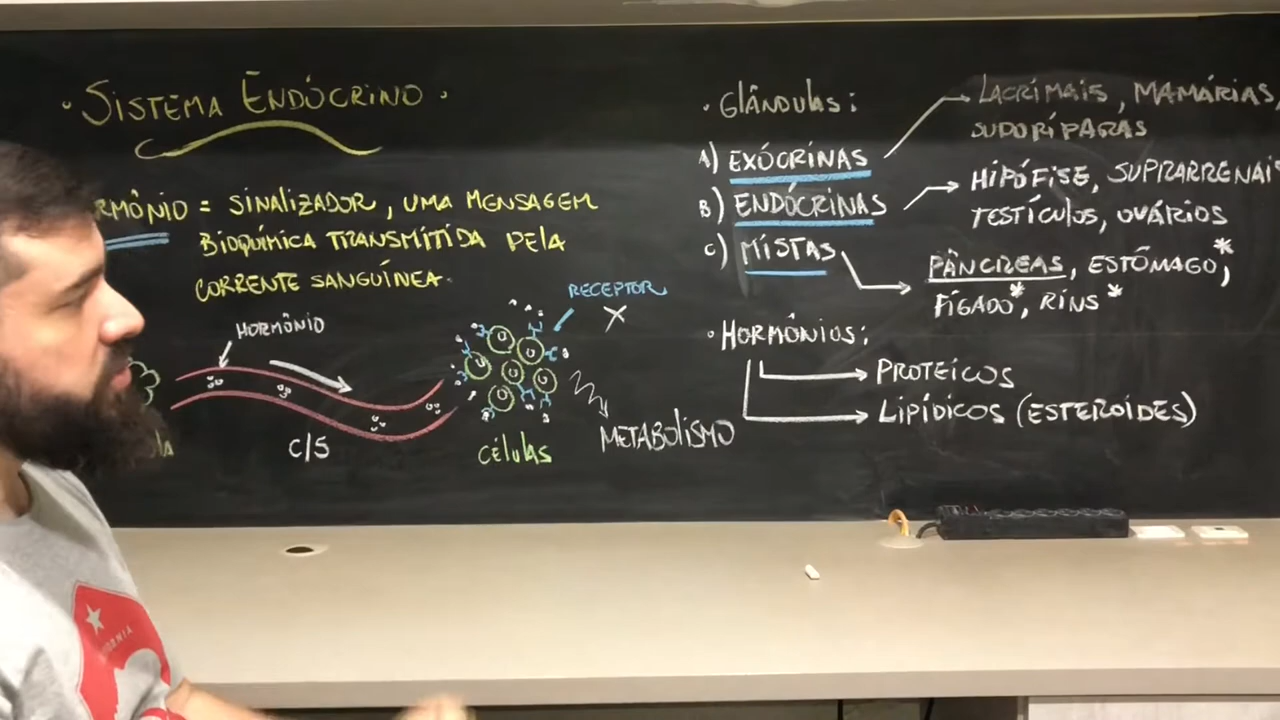 · SISTEMA ENDÓCRINO ·
RMÔNIO = SINALIZADOR, UMA MENSAGEM
BIOQUÍMICA TRANSMITIDA PELA
CORRENTE SANGUÍNEA.
HORMÔNIO
RECEPTOR
C/S
CÉLULAS
METABOLISMO
· GLÂNDULAS:
A) EXÓCRINAS
LACRIMAIS, MAMÁRIAS,
SUDORÍPARAS
B) ENDÓCRINAS
HIPÓFISE, SUPRARRENAIS
TESTÍCULOS, OVÁRIOS
C) MISTAS
PÂNCREAS, ESTÔMAGO*,
FÍGADO*, RINS*
· HORMÔNIOS:
PROTEICOS
LIPÍDICOS (ESTEROÍDES)